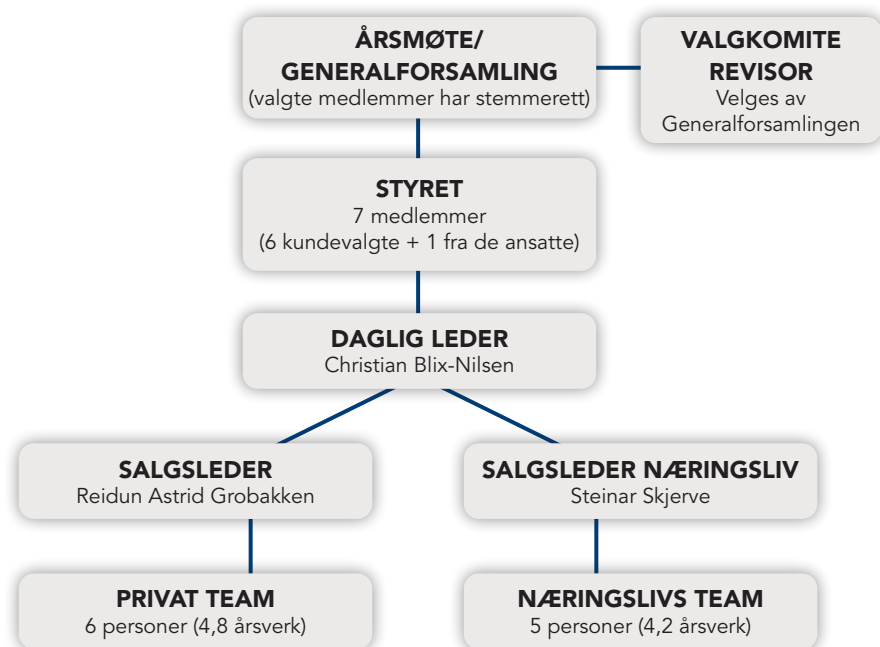 ÅRSMØTE/
GENERALFORSAMLING
(valgte medlemmer har stemmerett)
VALGKOMITE
REVISOR
Velges av
Generalforsamlingen
STYRET
7 medlemmer
(6 kundevalgte + 1 fra de ansatte)
DAGLIG LEDER
Christian Blix-Nilsen
SALGSLEDER
Reidun Astrid Grobakken
SALGSLEDER NÆRINGSLIV
Steinar Skjerve
PRIVAT TEAM
6 personer (4,8 årsverk)
NÆRINGSLIVS TEAM
5 personer (4,2 årsverk)